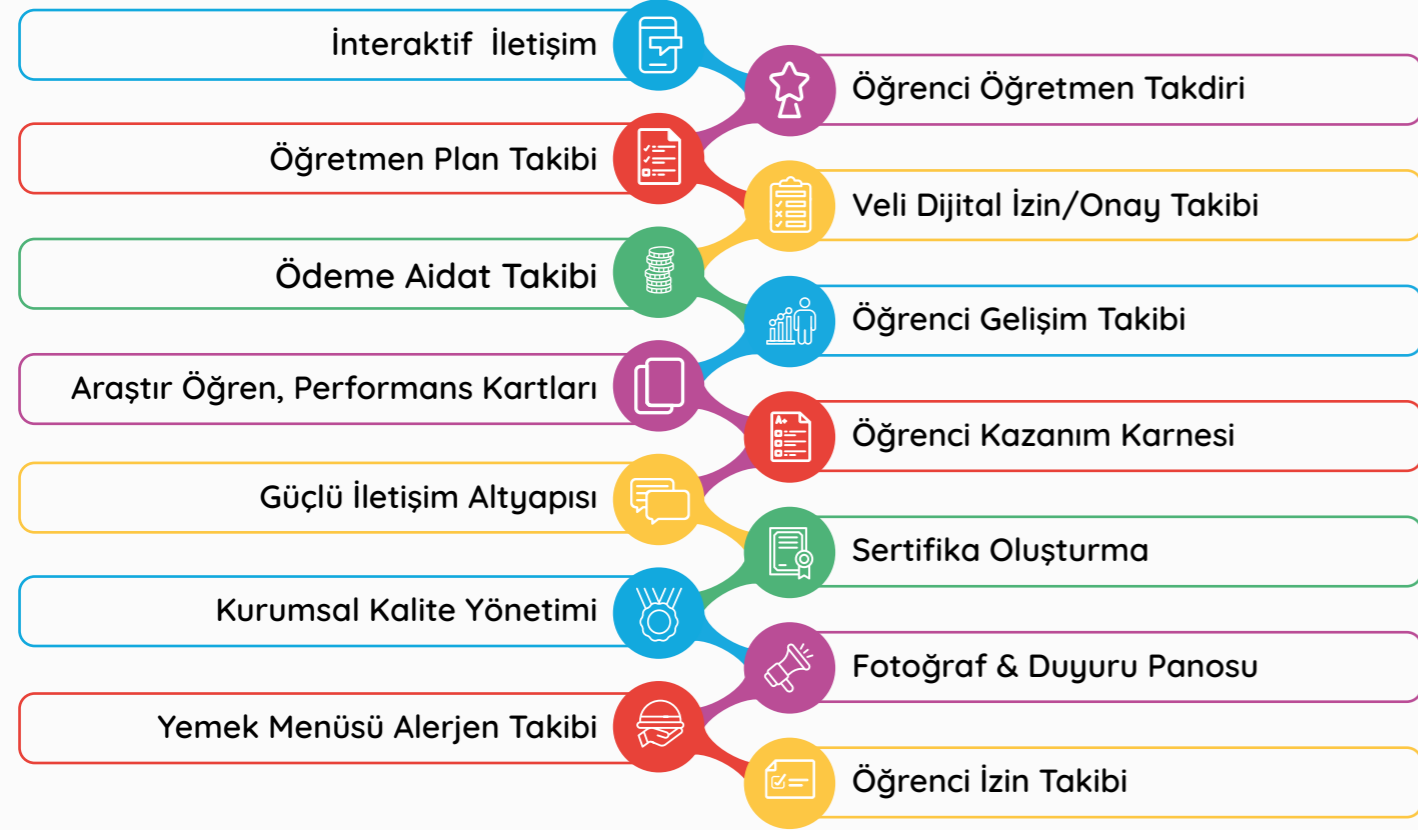 İnteraktif İletişim
Öğrenci Öğretmen Takdiri
Öğretmen Plan Takibi
Veli Dijital İzin/Onay Takibi
Ödeme Aidat Takibi
Öğrenci Gelişim Takibi
Araştır Öğren, Performans Kartları
Öğrenci Kazanım Karnesi
A+
Güçlü İletişim Altyapısı
Sertifika Oluşturma
Kurumsal Kalite Yönetimi
Fotoğraf & Duyuru Panosu
Yemek Menüsü Alerjen Takibi
Öğrenci İzin Takibi